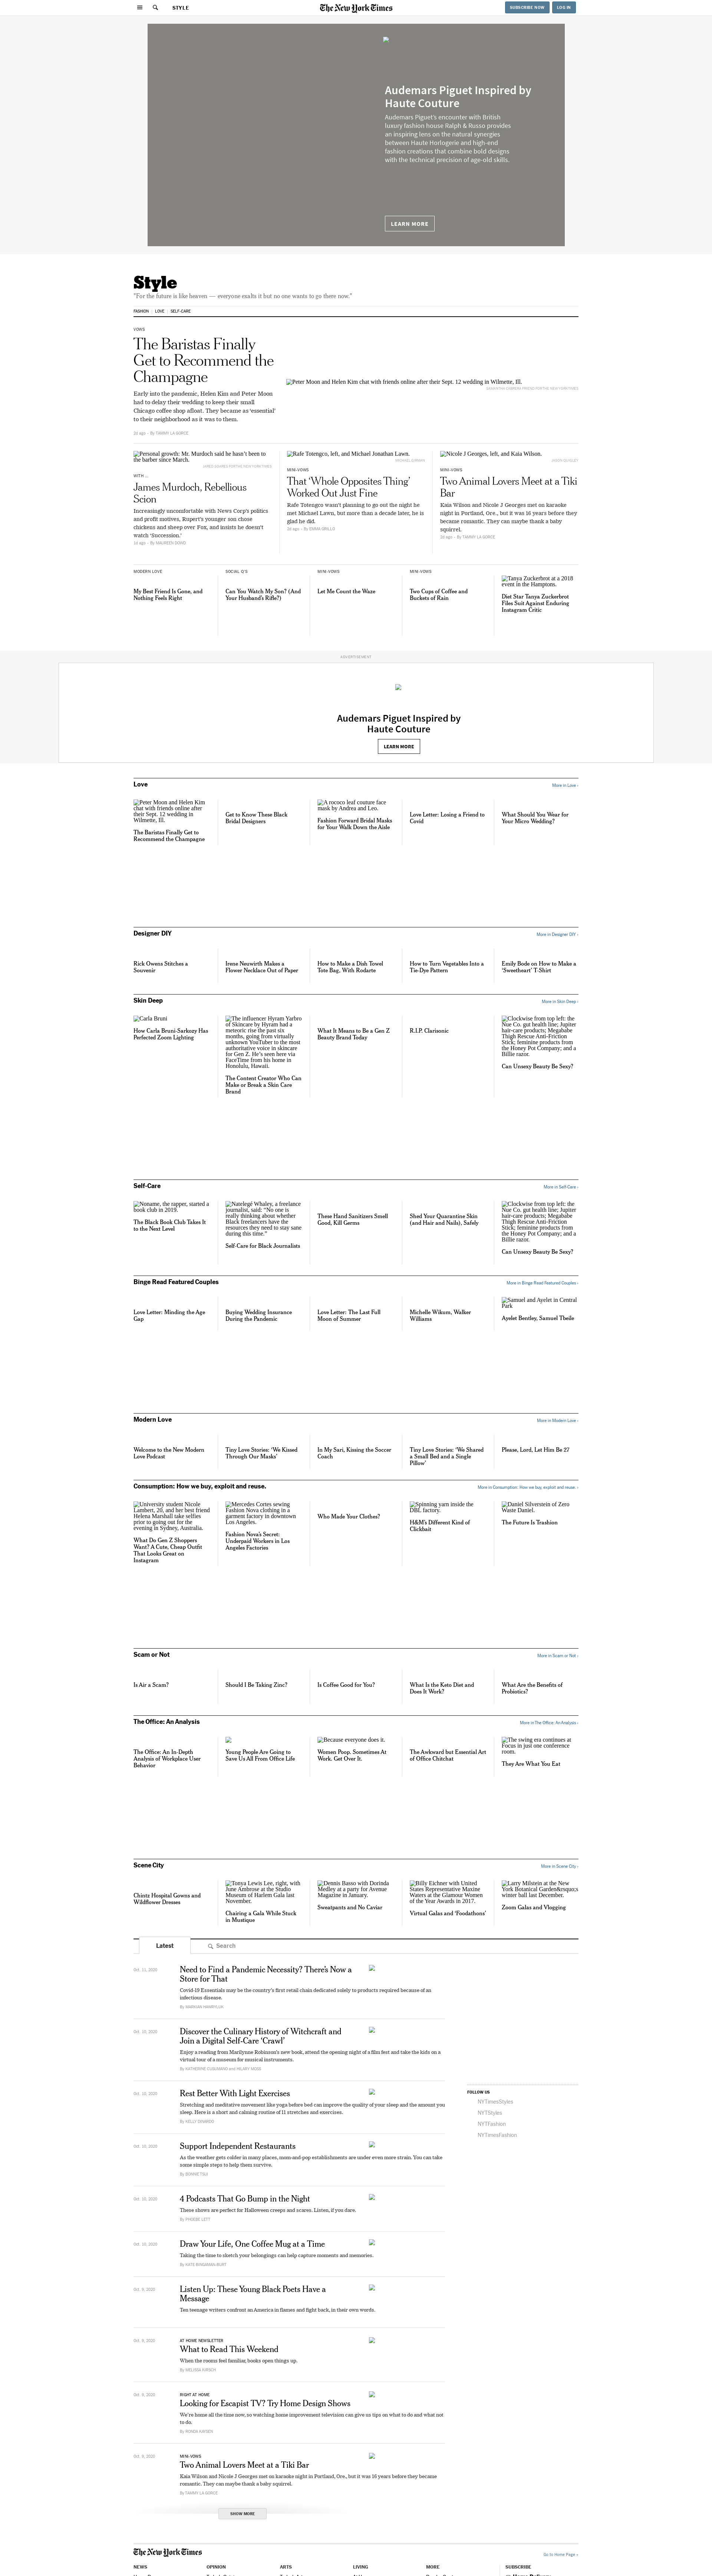 STYLE
The New York Times
SUBSCRIBE NOW
LOG IN
Audemars Piguet Inspired by
Haute Couture
Audemars Piguet's encounter with British
luxury fashion house Ralph & Russo provides
an inspiring lens on the natural synergies
between Haute Horlogerie and high-end
fashion creations that combine bold designs
with the technical precision of age-old skills.
LEARN MORE
Style
"For the future is like heaven — everyone exalts it but no one wants to go there now."
FASHION
LOVE
SELF-CARE
VOWS
The Baristas Finally
Get to Recommend the
Champagne
Early into the pandemic, Helen Kim and Peter Moon
had to delay their wedding to keep their small
Chicago coffee shop afloat. They became as 'essential'
to their neighborhood as it was to them.
2d ago · By TAMMY LA GORCE
Peter Moon and Helen Kim chat with friends online after their Sept. 12 wedding in Wilmette, Ill.
Personal growth: Mr. Murdoch said he hasn't been to
the barber since March.
WITH ...
James Murdoch, Rebellious
Scion
Increasingly uncomfortable with News Corp's politics
and profit motives, Rupert's younger son chose
chickens and sheep over Fox, and insists he doesn't
watch 'Succession.'
1d ago · By MAUREEN DOWD
Rafe Totengco, left, and Michael Jonathan Lawn.
MINI-VOWS
That 'Whole Opposites Thing'
Worked Out Just Fine
Rafe Totengco wasn't planning to go out the night he
met Michael Lawn, but more than a decade later, he is
glad he did.
2d ago · By EMMA GRILLO
Nicole J Georges, left, and Kaia Wilson.
MINI-VOWS
Two Animal Lovers Meet at a Tiki
Bar
Kaia Wilson and Nicole J Georges met on karaoke
night in Portland, Ore., but it was 16 years before they
became romantic. They can maybe thank a baby
squirrel.
2d ago · By TAMMY LA GORCE
MODERN LOVE
My Best Friend Is Gone, and
Nothing Feels Right
SOCIAL Q'S
Can You Watch My Son? (And
Your Husband's Rifle?)
MINI-VOWS
Let Me Count the Ways
MINI-VOWS
Two Cups of Coffee and
Buckets of Rain
Tanya Zuckerbrot at a 2018
event in the Hamptons.
Diet Star Tanya Zuckerbrot
Files Suit Against Enduring
Instagram Critic
ADVERTISEMENT
Audemars Piguet Inspired by
Haute Couture
LEARN MORE
Love
More in Love ›
Peter Moon and Helen Kim
chat with friends online after
their Sept. 12 wedding in
Wilmette, Ill.
The Baristas Finally Get to
Recommend the Champagne
Get to Know These Black
Bridal Designers
A rococo leaf couture face
mask by Andrea and Leo.
Fashion Forward Bridal Masks
for Your Walk Down the Aisle
Love Letter: Losing a Friend to
Covid
What Should You Wear for
Your Micro Wedding?
Designer DIY
More in Designer DIY ›
Rick Owens Stitches a
Souvenir
Irene Neuwirth Makes a
Flower Necklace Out of Paper
How to Make a Dish Towel
Tote Bag, With Rodarte
How to Turn Vegetables Into a
Tie-Dye Pattern
Emily Bode on How to Make a
'Sweetheart' T-Shirt
Skin Deep
More in Skin Deep ›
Carla Bruni
How Carla Bruni-Sarkozy Has
Perfected Zoom Lighting
The influencer Hyram Yarbro
of Skincare by Hyram had a
meteoric rise the past six
months, going from virtually
unknown YouTuber to the most
authoritative voice in skincare
for Gen Z. He's seen here via
FaceTime from his home in
Honolulu, Hawaii.
The Content Creator Who Can
Make or Break a Skin Care
Brand
What It Means to Be a Gen Z
Beauty Brand Today
R.I.P. Clarisonic
Clockwise from top left: the
Nue Co. gut health line; Jupiter
hair-care products; Megababe
Thigh Rescue Anti-Friction
Stick; feminine products from
the Honey Pot Company; and a
Billie razor.
Can Unsexy Beauty Be Sexy?
Self-Care
More in Self-Care ›
Noname, the rapper, started a
book club in 2019.
The Black Book Club Takes It
to the Next Level
Natelegé Whaley, a freelance
journalist, said: "No one is
really thinking about whether
Black freelancers have the
resources they need to stay sane
during this time."
Self-Care for Black Journalists
These Hand Sanitizers Smell
Good, Kill Germs
Shed Your Quarantine Skin
(and Hair and Nails), Safely
Clockwise from top left: the
Nue Co. gut health line; Jupiter
hair-care products; Megababe
Thigh Rescue Anti-Friction
Stick; feminine products from
the Honey Pot Company; and a
Billie razor.
Can Unsexy Beauty Be Sexy?
Binge Read Featured Couples
More in Binge Read Featured Couples ›
Love Letter: Minding the Age
Gap
Buying Wedding Insurance
During the Pandemic
Love Letter: The Last Full
Moon of Summer
Michelle Wikum, Walker
Williams
Samuel and Ayelet in Central
Park
Ayelet Bentley, Samuel Theile
Modern Love
More in Modern Love ›
Welcome to the New Modern
Love Podcast
Tiny Love Stories: 'We Kissed
Through Our Masks'
In My Sari, Kissing the Soccer
Coach
Tiny Love Stories: 'We Shared
a Small Bed and a Single
Pillow'
Please, Lord, Let Him Be 27
Consumption: How we buy, exploit and reuse.
More in Consumption: How we buy, exploit and reuse. ›
University student Nicole
Lambert, 20, and her best friend
Helena Marshall take selfies
prior to going out for the
evening in Sydney, Australia.
What Do Gen Z Shoppers
Want? A Cute, Cheap Outfit
That Looks Great on
Instagram
Mercedes Cortes sewing
Fashion Nova clothing in a
garment factory in downtown
Los Angeles.
Fashion Nova's Secret:
Underpaid Workers in Los
Angeles Factories
Who Made Your Clothes?
Spinning yarn inside the
DBL factory.
H&M's Different Kind of
Clickbait
Daniel Silverstein of Zero
Waste Daniel.
The Future Is Trashion
Scam or Not
More in Scam or Not ›
Is Air a Scam?
Should I Be Taking Zinc?
Is Coffee Good for You?
What Is the Keto Diet and
Does It Work?
What Are the Benefits of
Probiotics?
The Office: An Analysis
More in The Office: An Analysis ›
The Office: An In-Depth
Analysis of Workplace User
Behavior
Young People Are Going to
Save Us All From Office Life
Because everyone does it.
Women Poop. Sometimes At
Work. Get Over It.
The Awkward but Essential Art
of Office Chitchat
The swing era continues at
Focus in just one conference
room.
They Are What You Eat
Scene City
More in Scene City ›
Chintz Hospital Gowns and
Wildflower Dresses
Tonya Lewis Lee, right, with
June Ambrose at the Studio
Museum of Harlem Gala last
November.
Chairing a Gala While Stuck
in Mustique
Dennis Basso with Dorinda
Medley at a party for Avenue
Magazine in January.
Sweatpants and No Caviar
Billy Eichner with United
States Representative Maxine
Waters at the Glamour Women
of the Year Awards in 2017.
Virtual Galas and 'Foodathons'
Larry Milstein at the New
York Botanical Garden&rsquo;s
winter ball last December.
Zoom Galas and Vlogging
Latest
Search
Oct. 11, 2020
Need to Find a Pandemic Necessity? There's Now a
Store for That
Covid-19 Essentials may be the country's first retail chain dedicated solely to products required because of an
infectious disease.
Oct. 10, 2020
Discover the Culinary History of Witchcraft and
Join a Digital Self-Care 'Crawl'
Enjoy a reading from Marilynne Robinson's new book, attend the opening night of a film fest and take the kids on a
virtual tour of a museum for musical instruments.
Oct. 10, 2020
Rest Better With Light Exercises
Stretching and meditative movement like yoga before bed can improve the quality of your sleep and the amount you
sleep. Here is a short and calming routine of 11 stretches and exercises.
Oct. 10, 2020
Support Independent Restaurants
As the weather gets colder in many places, mom-and-pop establishments are under even more strain. You can take
some simple steps to help them survive.
By BONNIE TSUI
Oct. 10, 2020
4 Podcasts That Go Bump in the Night
These shows are perfect for Halloween creeps and scares. Listen, if you dare.
By PHOEBE LETT
Oct. 10, 2020
Draw Your Life, One Coffee Mug at a Time
Taking the time to sketch your belongings can help capture moments and memories.
By KATE BINGAMAN-BURT
Oct. 9, 2020
Listen Up: These Young Black Poets Have a
Message
Ten teenage writers confront an America in flames and fight back, in their own words.
Oct. 9, 2020
AT HOME NEWSLETTER
What to Read This Weekend
When the rooms feel familiar, books open things up.
By MELISSA KIRSCH
Oct. 9, 2020
RIGHT AT HOME
Looking for Escapist TV? Try Home Design Shows
We're home all the time now, so watching home improvement television can give us tips on what to do and what not
to do.
By RONDA KAYSEN
Oct. 9, 2020
MINI-VOWS
Two Animal Lovers Meet at a Tiki Bar
Kaia Wilson and Nicole J Georges met on karaoke night in Portland, Ore., but it was 16 years before they became
romantic. They can maybe thank a baby squirrel.
By TAMMY LA GORCE
SHOW MORE
FOLLOW US
NYTimesStyles
NYTStyles
NYTFashion
NYTimesFashion
The New York Times
Go to Home Page »
NEWS
OPINION
ARTS
LIVING
MORE
SUBSCRIBE